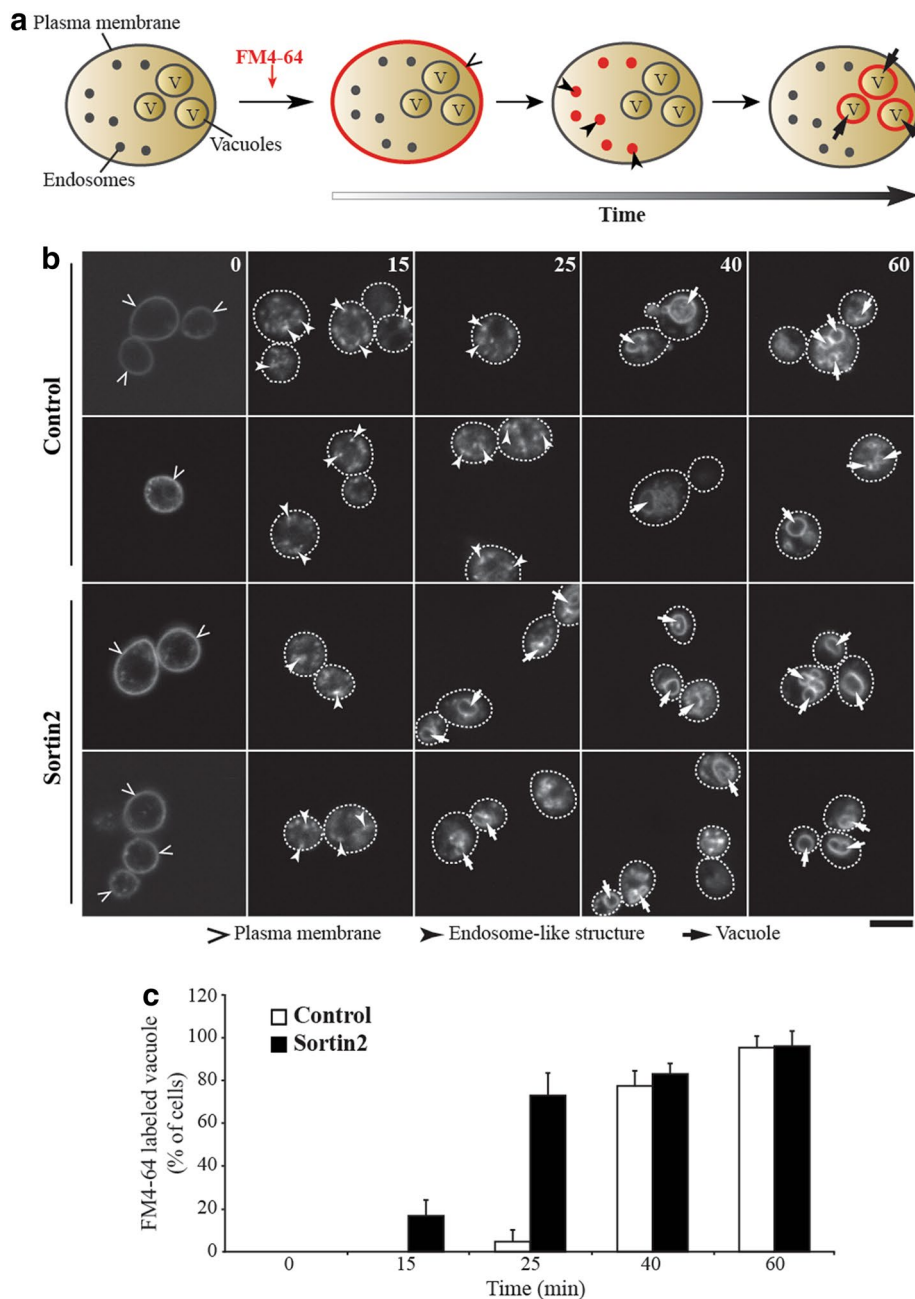 a
Plasma membrane
FM4-64
V
V
V
Vacuoles
Endosomes
V
V
V
V
V
V
V
V
V
Time
b
0
15
25
40
60
Control
Sortin2
Plasma membrane
Endosome-like structure
Vacuole
c
120
100
80
60
40
20
0
FM4-64 labeled vacuole
(% of cells)
Control
Sortin2
0
15
25
40
60
Time (min)